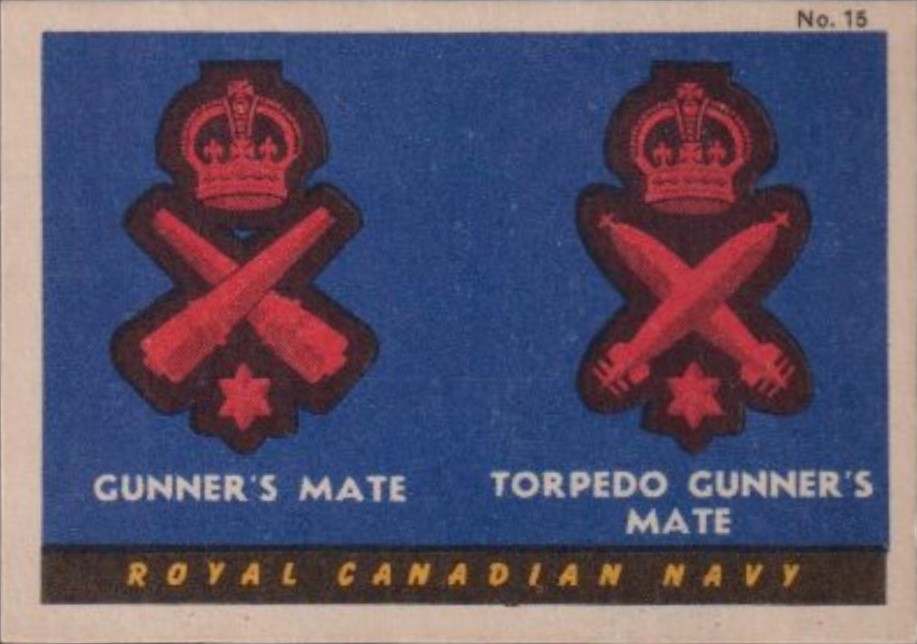 No. 15
GUNNER'S MATE
TORPEDO GUNNER'S
MATE
ROYAL CANADIAN NAVY